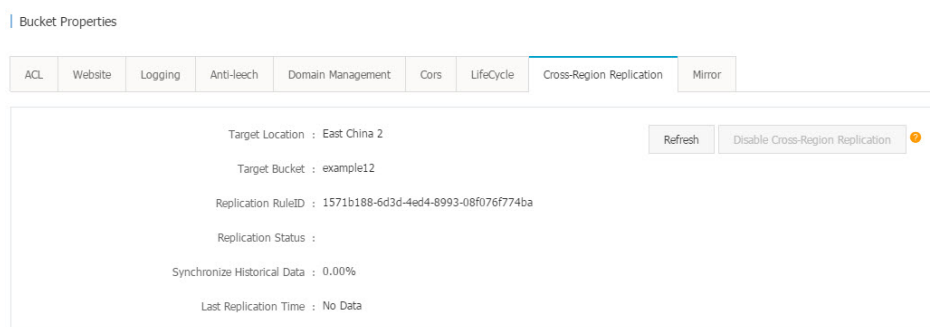 Bucket Properties
ACL Website Logging Anti-leech Domain Management Cors LifeCycle Cross-Region Replication Mirror
Target Location : East China 2 Refresh Disable Cross-Region Replication ?
Target Bucket : example12
Replication RuleID : 1571b188-6d3d-4ed4-8993-08f076f774ba
Replication Status :
Synchronize Historical Data : 0.00%
Last Replication Time : No Data